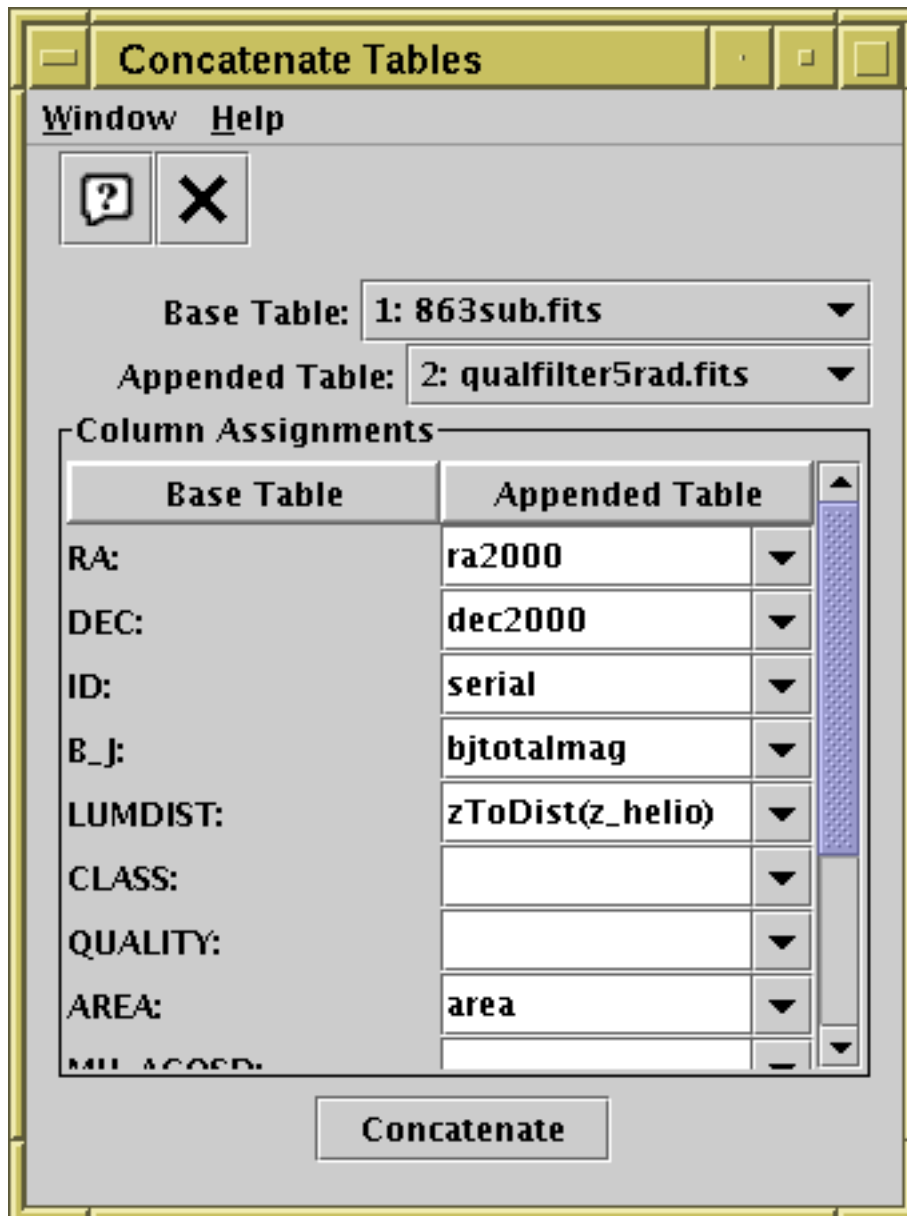 Concatenate Tables
Window Help
?
Base Table: 1: 863sub.fits
Appended Table: 2: qualfilter5rad.fits
Column Assignments
Base Table Appended Table
RA: ra2000
DEC: dec2000
ID: serial
B_J: bjtotalmag
LUMDIST: zToDist(z_helio)
CLASS:
QUALITY:
AREA: area
Concatenate